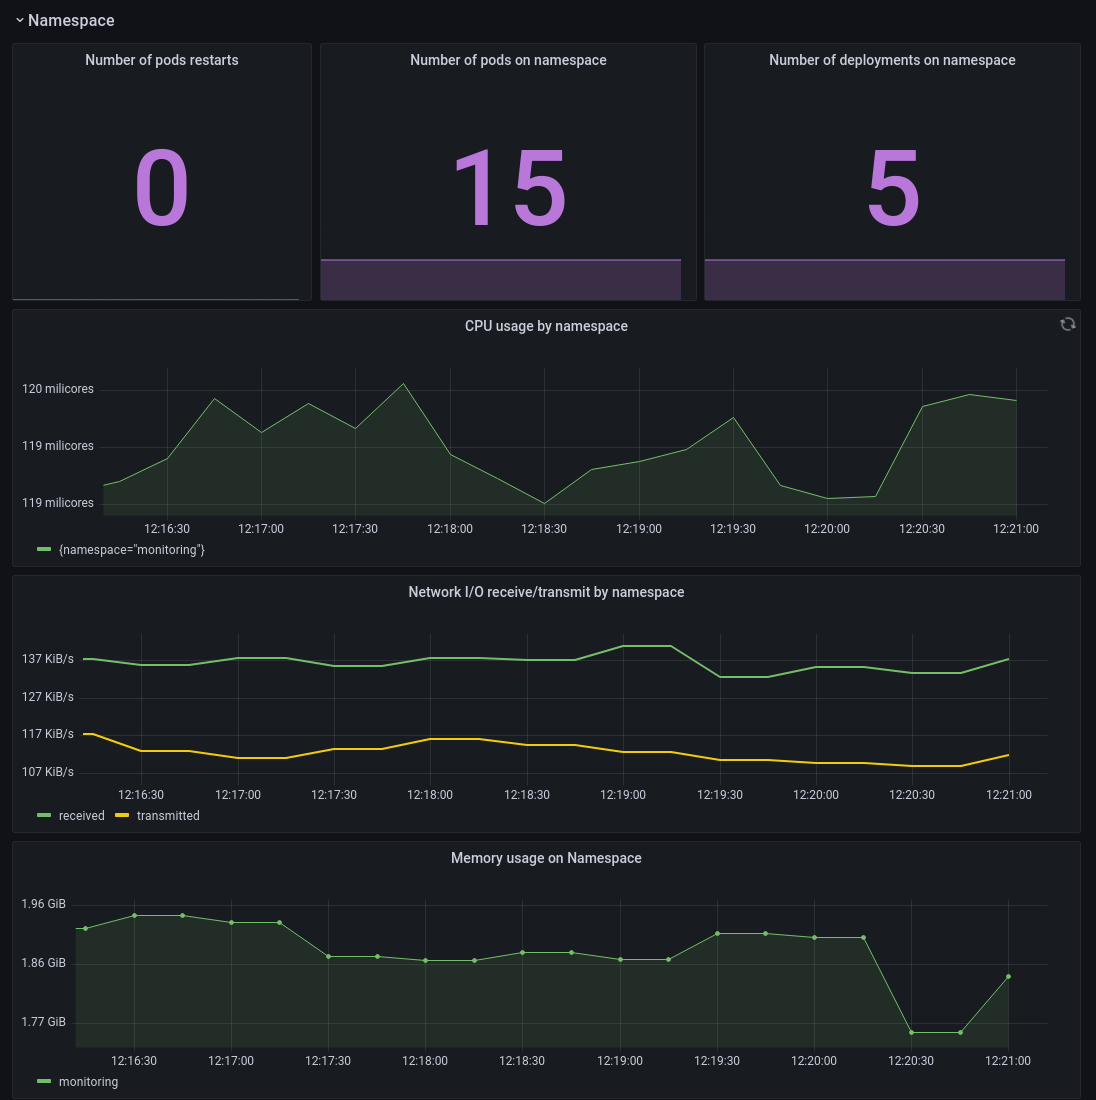 Namespace
Number of pods restarts
0
Number of pods on namespace
15
Number of deployments on namespace
5
CPU usage by namespace
120 milicores
119 milicores
119 milicores
12:16:30 12:17:00 12:17:30 12:18:00 12:18:30 12:19:00 12:19:30 12:20:00 12:20:30 12:21:00
{namespace="monitoring"}
Network I/O receive/transmit by namespace
137 KiB/s
127 KiB/s
117 KiB/s
107 KiB/s
12:16:30 12:17:00 12:17:30 12:18:00 12:18:30 12:19:00 12:19:30 12:20:00 12:20:30 12:21:00
received transmitted
Memory usage on Namespace
1.96 GiB
1.86 GiB
1.77 GiB
12:16:30 12:17:00 12:17:30 12:18:00 12:18:30 12:19:00 12:19:30 12:20:00 12:20:30 12:21:00
monitoring